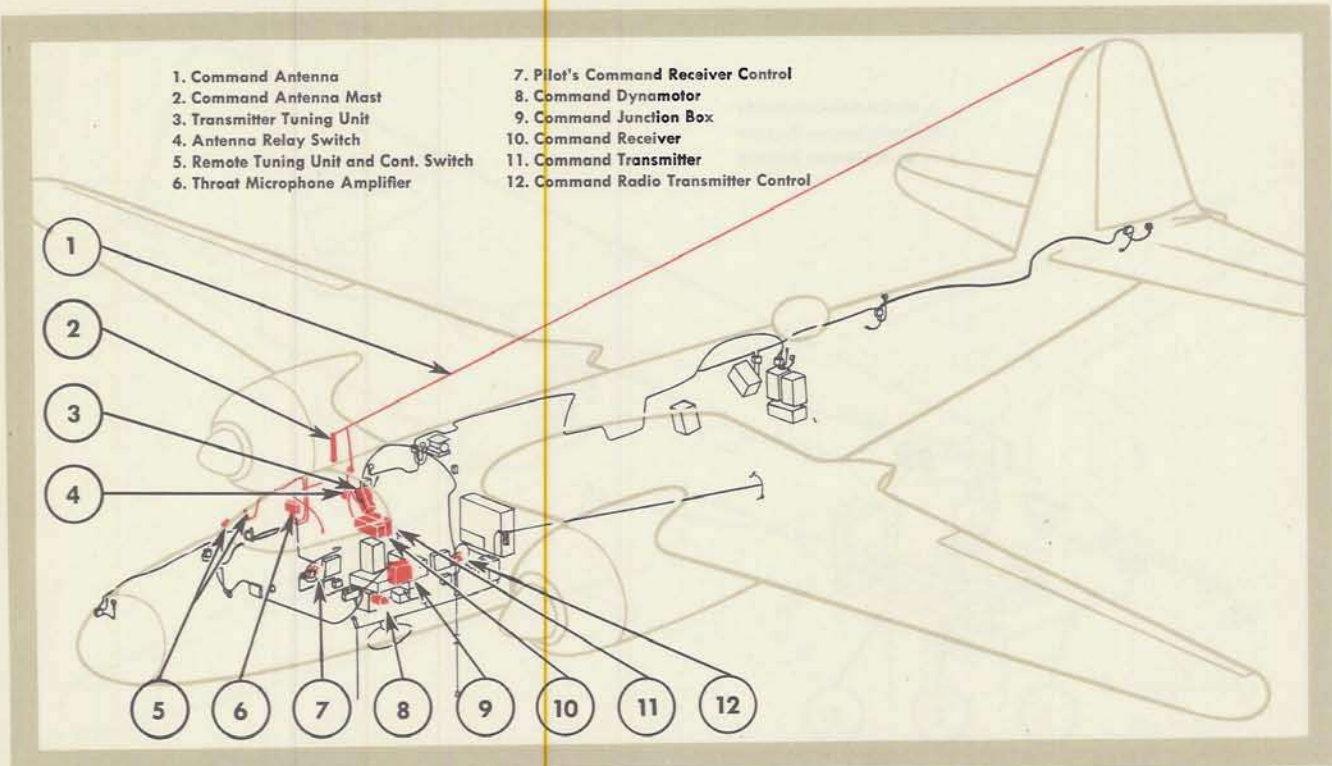 1. Command Antenna
2. Command Antenna Mast
3. Transmitter Tuning Unit
4. Antenna Relay Switch
5. Remote Tuning Unit and Cont. Switch
6. Throat Microphone Amplifier
7. Pilot's Command Receiver Control
8. Command Dynamotor
9. Command Junction Box
10. Command Receiver
11. Command Transmitter
12. Command Radio Transmitter Control
1
2
3
4
5 6 7 8 9 10 11 12